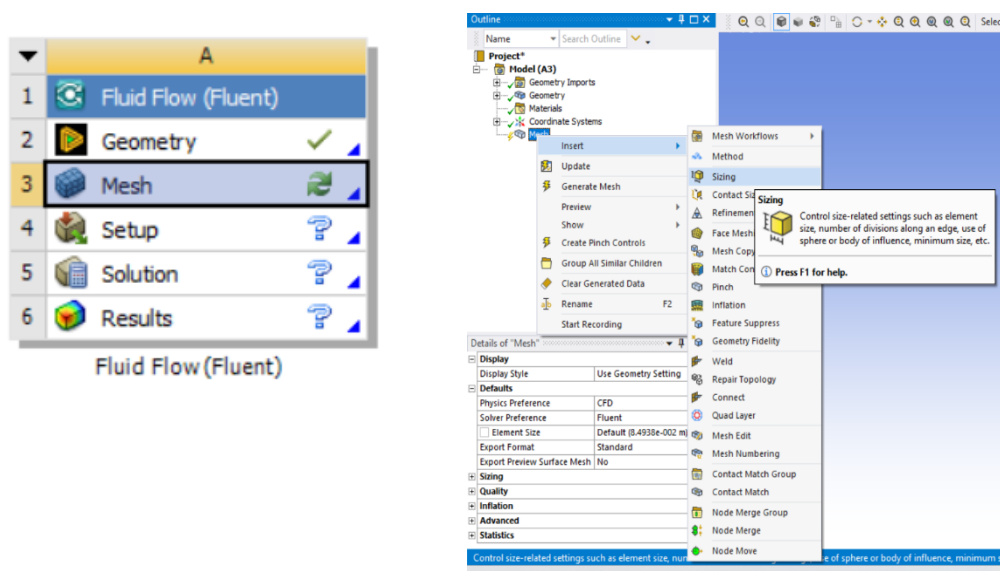 A
1 Fluid Flow (Fluent)
2 Geometry
3 Mesh
4 Setup
5 Solution
6 Results
Fluid Flow (Fluent)
Outline
Name Search Outline
Project*
Model (A3)
Geometry Imports
Geometry
Materials
Coordinate Systems
Mesh
Insert
Update
Generate Mesh
Preview
Show
Create Pinch Controls
Group All Similar Children
Clear Generated Data
Rename F2
Start Recording
Mesh Workflows
Method
Sizing
Contact Siz
Refinemen
Face Mesh
Mesh Copy
Match Con
Pinch
Inflation
Feature Suppress
Geometry Fidelity
Weld
Repair Topology
Connect
Quad Layer
Mesh Edit
Mesh Numbering
Contact Match Group
Contact Match
Node Merge Group
Node Merge
Node Move
Sizing
Control size-related settings such as element
size, number of divisions along an edge, use of
sphere or body of influence, minimum size, etc.
Press F1 for help.
Selec
Details of "Mesh"
Display
Display Style Use Geometry Setting
Defaults
Physics Preference CFD
Solver Preference Fluent
Element Size Default (8.4938e-002 m)
Export Format Standard
Export Preview Surface Mesh No
Sizing
Quality
Inflation
Advanced
Statistics
Control size-related settings such as element size, num se of sphere or body of influence, minimum s